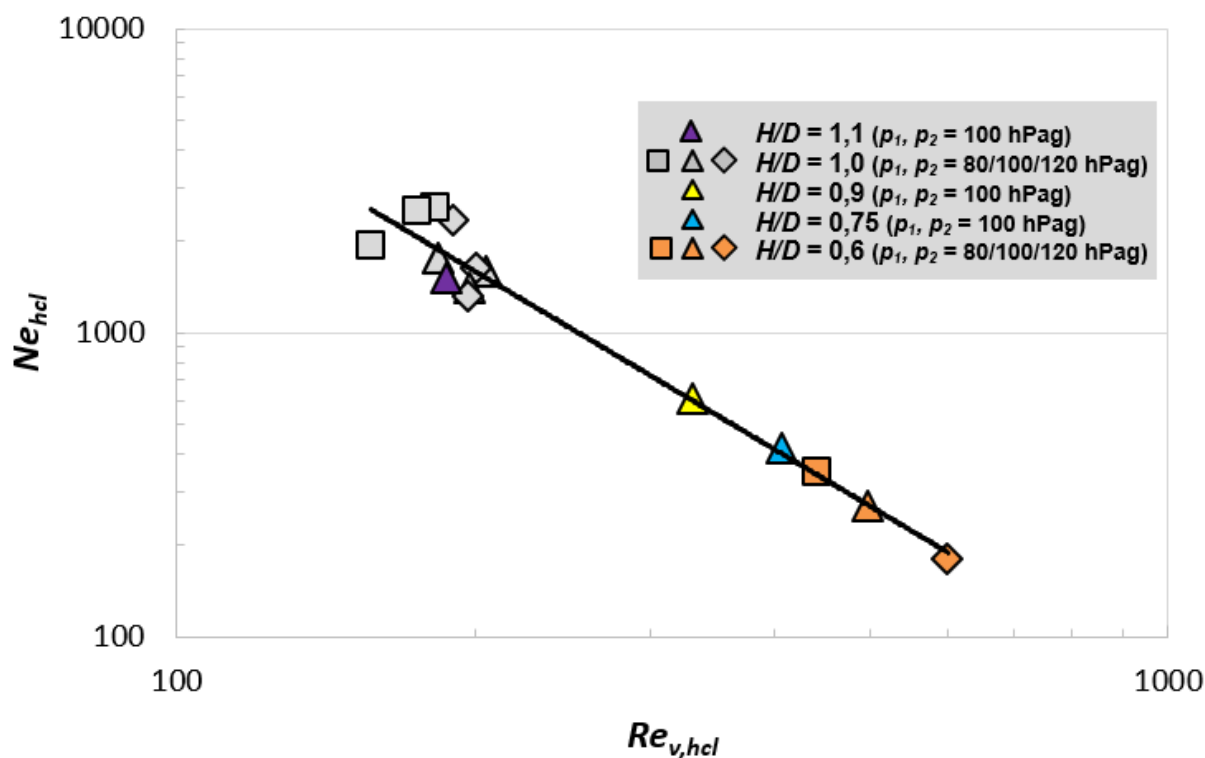 10000
H/D = 1,1 (p₁, p₂ = 100 hPag)
H/D = 1,0 (p₁, p₂ = 80/100/120 hPag)
H/D = 0,9 (p₁, p₂ = 100 hPag)
H/D = 0,75 (p₁, p₂ = 100 hPag)
H/D = 0,6 (p₁, p₂ = 80/100/120 hPag)
Ne_hcl
1000
100
100
1000
Re_v,hcl